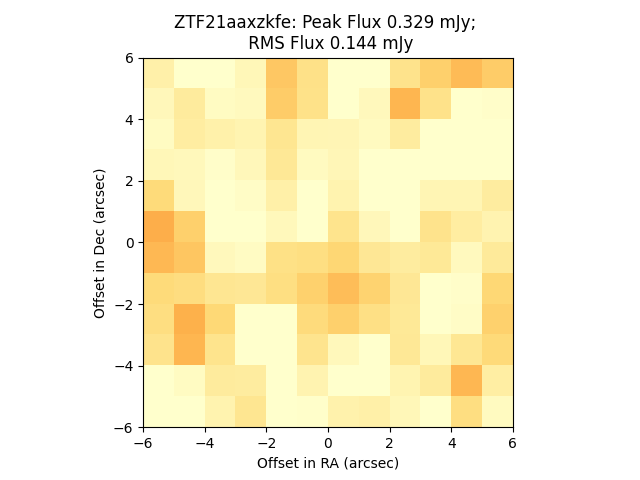 ZTF21aaxzkfe: Peak Flux 0.329 mJy;
RMS Flux 0.144 mJy
6
4
2
0
−2
−4
−6
Offset in Dec (arcsec)
−6 −4 −2 0 2 4 6
Offset in RA (arcsec)